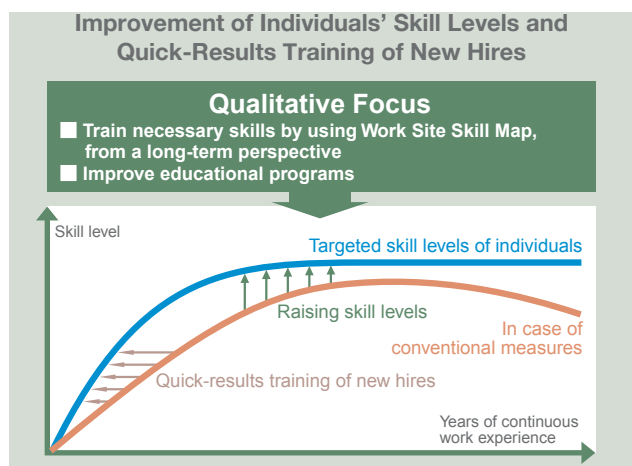 Improvement of Individuals' Skill Levels and
Quick-Results Training of New Hires
Qualitative Focus
Train necessary skills by using Work Site Skill Map,
from a long-term perspective
Improve educational programs
Skill level
Targeted skill levels of individuals
Raising skill levels
In case of
conventional measures
Quick-results training of new hires
Years of continuous
work experience